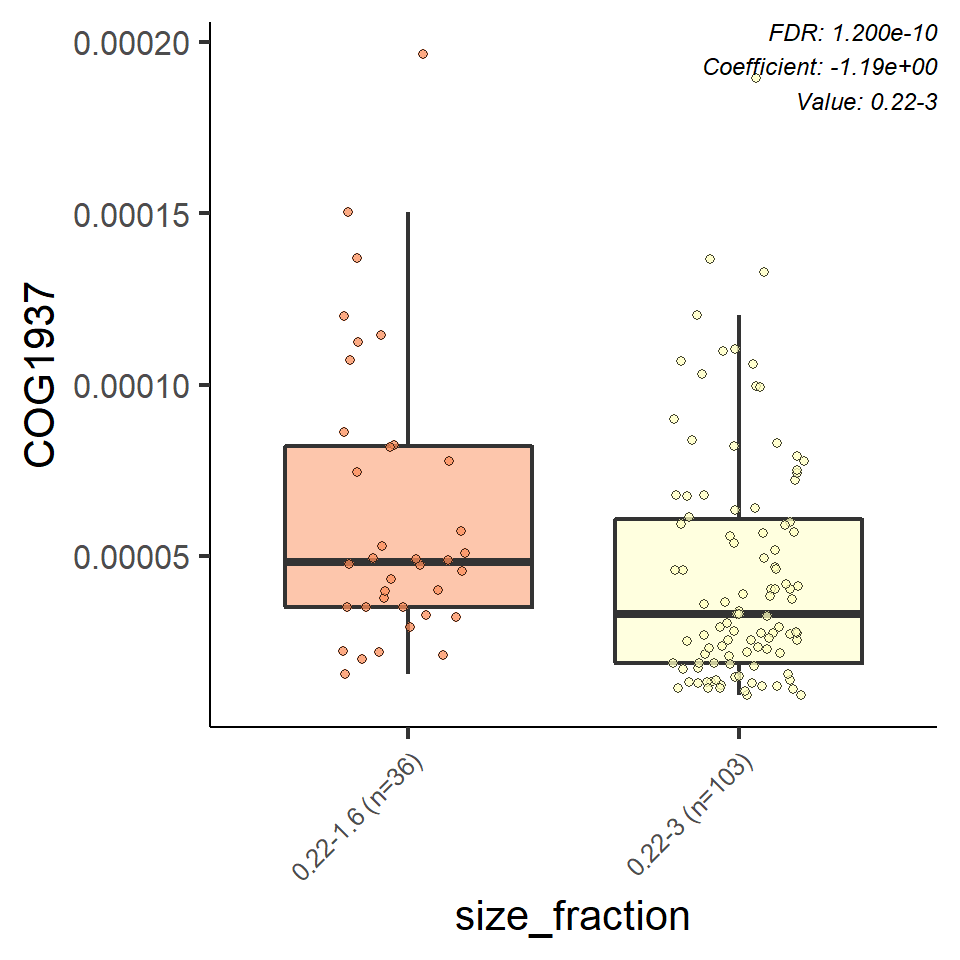 FDR: 1.200e-10
Coefficient: -1.19e+00
Value: 0.22-3
0.00020
0.00015
0.00010
0.00005
COG1937
0.22-1.6 (n=36)
0.22-3 (n=103)
size_fraction